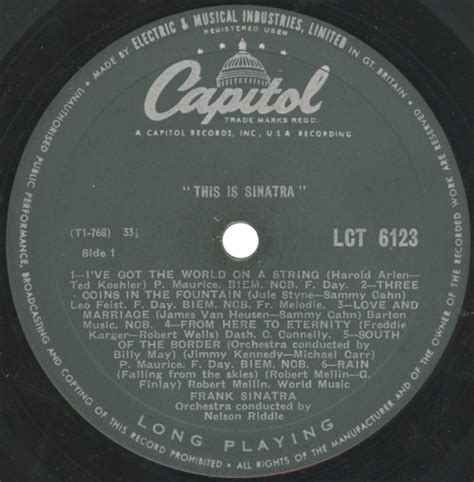 MADE BY ELECTRIC & MUSICAL INDUSTRIES, LIMITED IN GT. BRITAIN
REGISTERED USER
Capitol
TRADE MARKS REGD.
A CAPITOL RECORDS, INC., U.S.A RECORDING
"THIS IS SINATRA"
(T1-768) 33⅓
LCT 6123
Side 1
1—I'VE GOT THE WORLD ON A STRING (Harold Arlen—
Ted Koehler) P. Maurice. BIEM. NCB. F. Day. 2—THREE
COINS IN THE FOUNTAIN (Jule Styne—Sammy Cahn)
Leo Feist. F. Day. BIEM. NCB. Fr. Melodie. 3—LOVE AND
MARRIAGE (James Van Heusen—Sammy Cahn) Barton
Music. NCB. 4—FROM HERE TO ETERNITY (Freddie
Karger—Robert Wells) Dash. C. Connelly. 5—SOUTH
OF THE BORDER (Orchestra conducted by
Billy May) (Jimmy Kennedy—Michael Carr)
P. Maurice. F. Day. BIEM. NCB. 6—RAIN
(Falling from the skies) (Robert Mellin—G.
Finlay) Robert Mellin. World Music
FRANK SINATRA
Orchestra conducted by
Nelson Riddle
LONG PLAYING
UNAUTHORISED PUBLIC PERFORMANCE, BROADCASTING AND COPYING OF THIS RECORD PROHIBITED • ALL RIGHTS OF THE MANUFACTURER AND OF THE OWNER OF THE RECORDED WORK ARE RESERVED